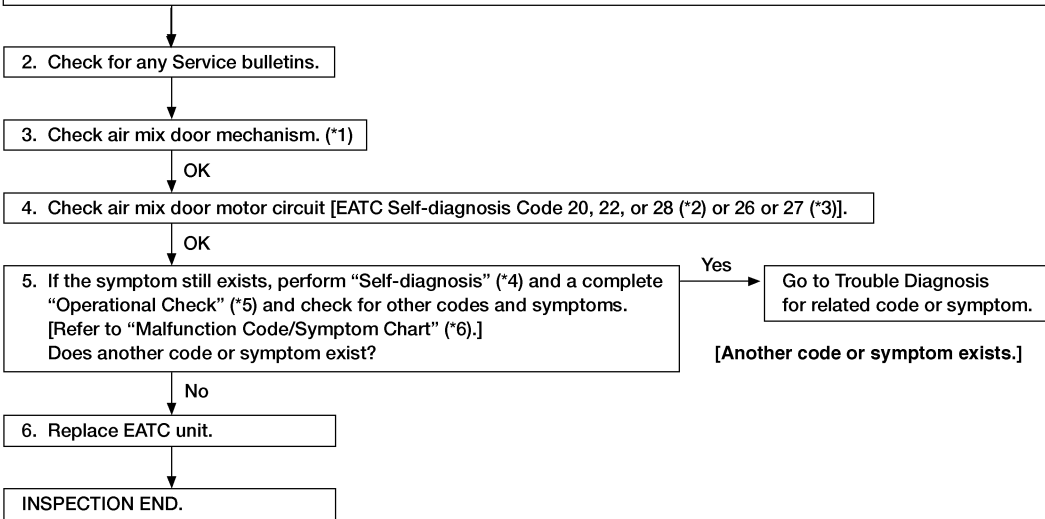 2. Check for any Service bulletins.
3. Check air mix door mechanism. (*1)
OK
4. Check air mix door motor circuit [EATC Self-diagnosis Code 20, 22, or 28 (*2) or 26 or 27 (*3)].
OK
5. If the symptom still exists, perform “Self-diagnosis” (*4) and a complete
“Operational Check” (*5) and check for other codes and symptoms.
[Refer to “Malfunction Code/Symptom Chart” (*6).]
Does another code or symptom exist?
Yes
Go to Trouble Diagnosis
for related code or symptom.
[Another code or symptom exists.]
No
6. Replace EATC unit.
INSPECTION END.